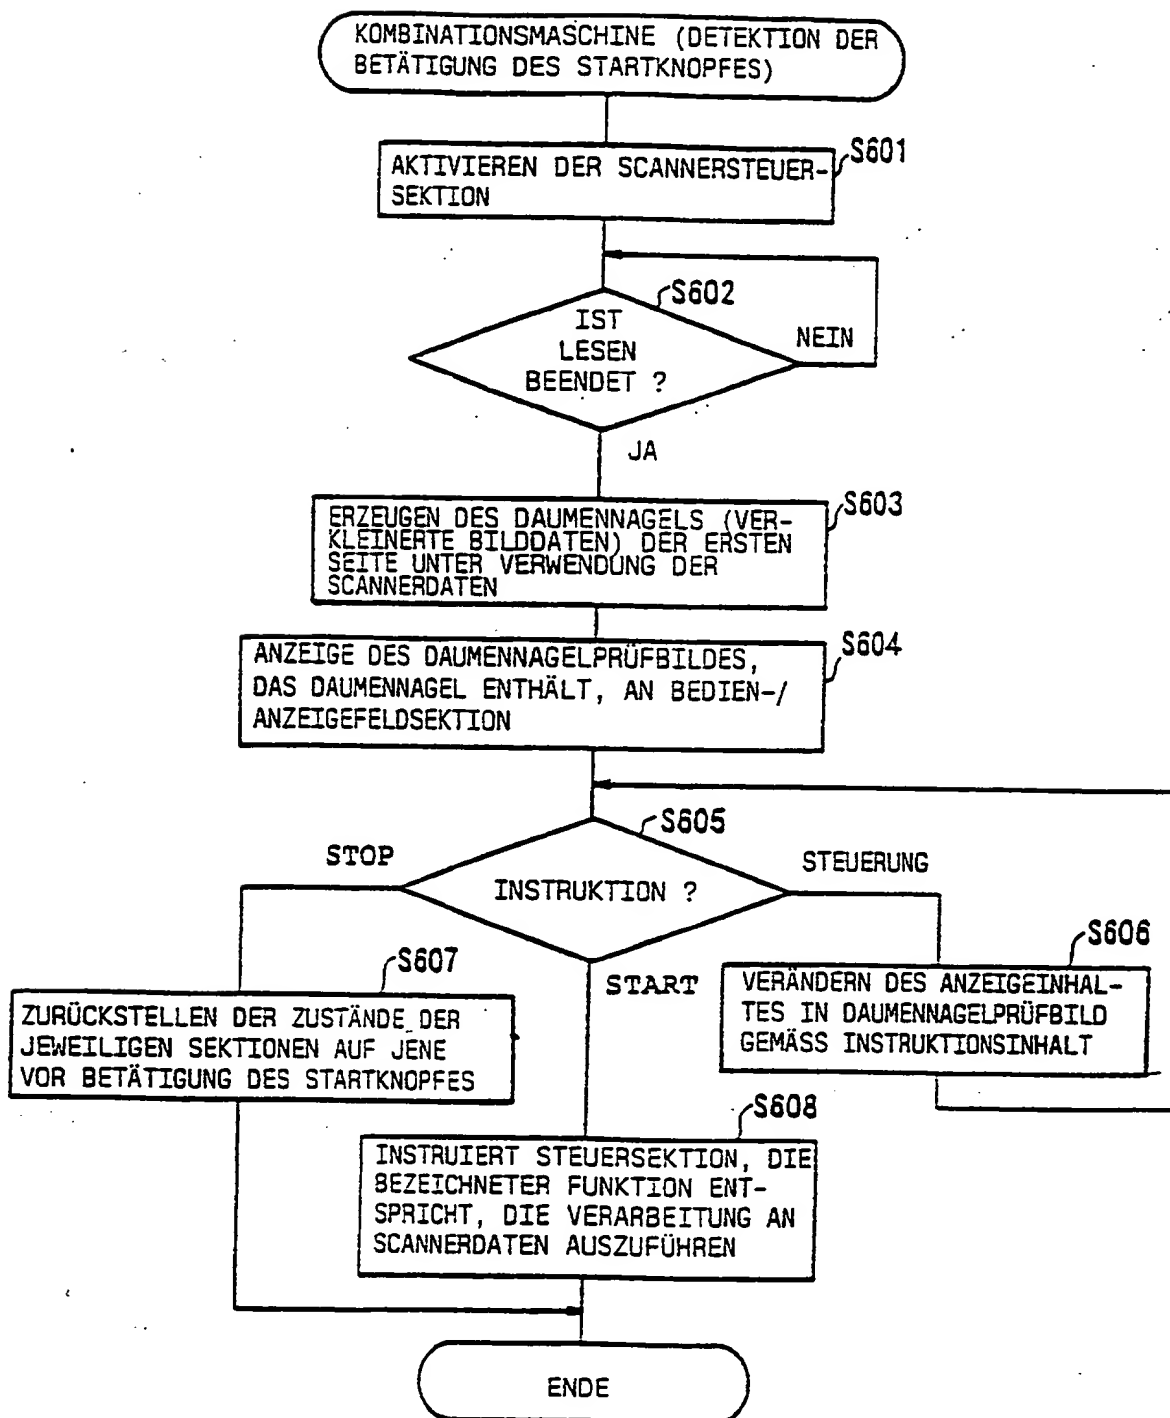 KOMBINATIONSMASCHINE (DETEKTION DER
BETÄTIGUNG DES STARTKNOPFES)
S601
AKTIVIEREN DER SCANNERSTEUER-
SEKTION
S602
IST
LESEN
BEENDET ?
NEIN
JA
S603
ERZEUGEN DES DAUMENNAGELS (VER-
KLEINERTE BILDDATEN) DER ERSTEN
SEITE UNTER VERWENDUNG DER
SCANNERDATEN
S604
ANZEIGE DES DAUMENNAGELPRÜFBILDES,
DAS DAUMENNAGEL ENTHÄLT, AN BEDIEN-/
ANZEIGEFELDSEKTION
S605
STOP
STEUERUNG
INSTRUKTION ?
START
S607
ZURÜCKSTELLEN DER ZUSTÄNDE DER
JEWEILIGEN SEKTIONEN AUF JENE
VOR BETÄTIGUNG DES STARTKNOPFES
S606
VERÄNDERN DES ANZEIGEINHAL-
TES IN DAUMENNAGELPRÜFBILD
GEMÄSS INSTRUKTIONSINHALT
S608
INSTRUIERT STEUERSEKTION, DIE
BEZEICHNETER FUNKTION ENT-
SPRICHT, DIE VERARBEITUNG AN
SCANNERDATEN AUSZUFÜHREN
ENDE